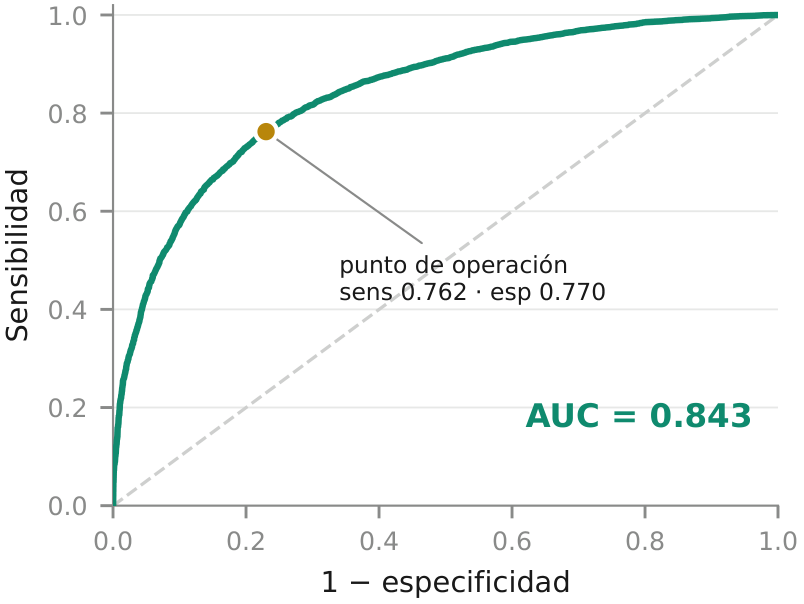 1.0
0.8
0.6
0.4
0.2
0.0
Sensibilidad
punto de operación
sens 0.762 · esp 0.770
AUC = 0.843
0.0 0.2 0.4 0.6 0.8 1.0
1 − especificidad